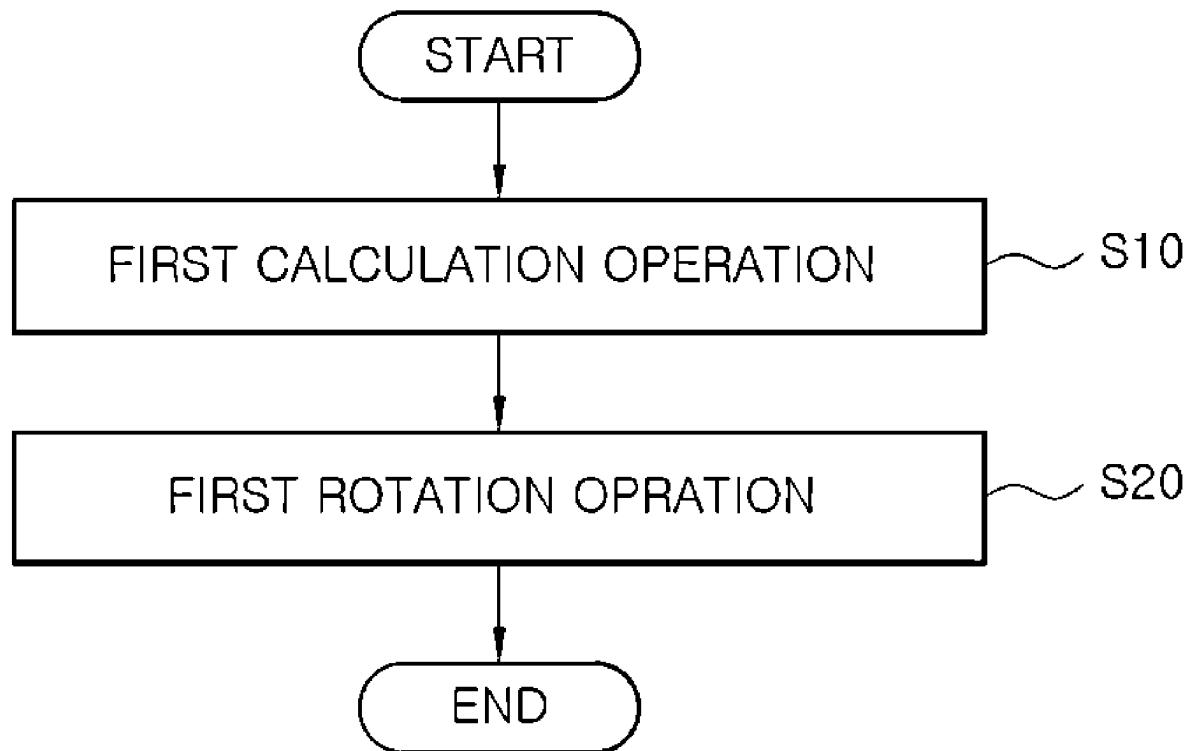 START
FIRST CALCULATION OPERATION
S10
FIRST ROTATION OPRATION
S20
END